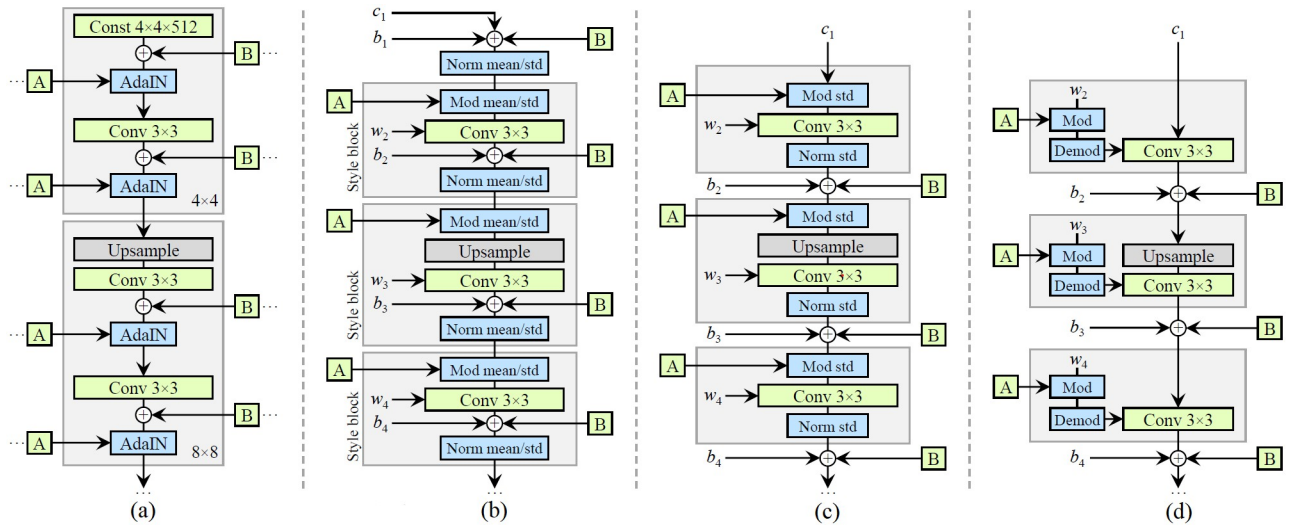 Const 4×4×512
B ...
... A
AdaIN
Conv 3×3
B ...
... A
AdaIN
4×4
Upsample
Conv 3×3
B ...
... A
AdaIN
Conv 3×3
B ...
... A
AdaIN
8×8
...
(a)
c1
b1
B
Norm mean/std
Style block
A
Mod mean/std
w2
Conv 3×3
b2
B
Norm mean/std
Style block
A
Mod mean/std
Upsample
w3
Conv 3×3
b3
B
Norm mean/std
Style block
A
Mod mean/std
w4
Conv 3×3
b4
B
Norm mean/std
...
(b)
c1
A
Mod std
w2
Conv 3×3
Norm std
b2
B
A
Mod std
Upsample
w3
Conv 3×3
Norm std
b3
B
A
Mod std
w4
Conv 3×3
Norm std
b4
B
...
(c)
c1
w2
A
Mod
Demod
Conv 3×3
b2
B
w3
A
Mod
Upsample
Demod
Conv 3×3
b3
B
w4
A
Mod
Demod
Conv 3×3
b4
B
...
(d)